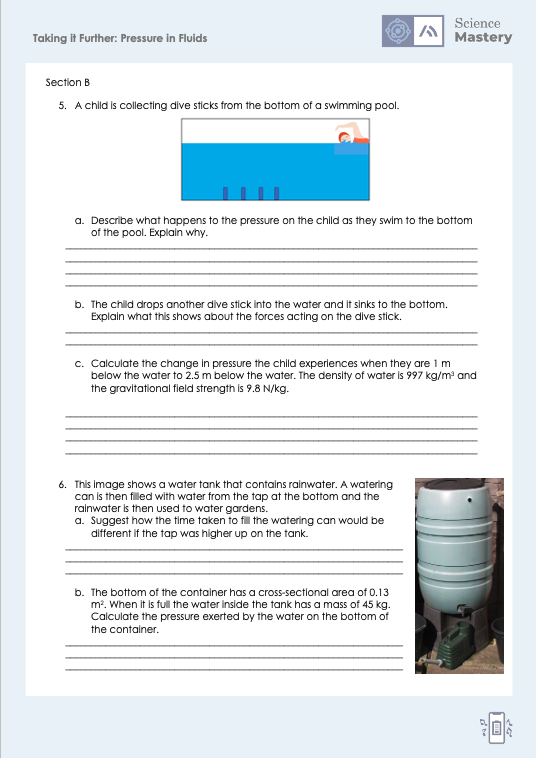 Taking it Further: Pressure in Fluids
Science
Mastery
Section B
5. A child is collecting dive sticks from the bottom of a swimming pool.
a. Describe what happens to the pressure on the child as they swim to the bottom
of the pool. Explain why.
b. The child drops another dive stick into the water and it sinks to the bottom.
Explain what this shows about the forces acting on the dive stick.
c. Calculate the change in pressure the child experiences when they are 1 m
below the water to 2.5 m below the water. The density of water is 997 kg/m³ and
the gravitational field strength is 9.8 N/kg.
6. This image shows a water tank that contains rainwater. A watering
can is then filled with water from the tap at the bottom and the
rainwater is then used to water gardens.
a. Suggest how the time taken to fill the watering can would be
different if the tap was higher up on the tank.
b. The bottom of the container has a cross-sectional area of 0.13
m². When it is full the water inside the tank has a mass of 45 kg.
Calculate the pressure exerted by the water on the bottom of
the container.